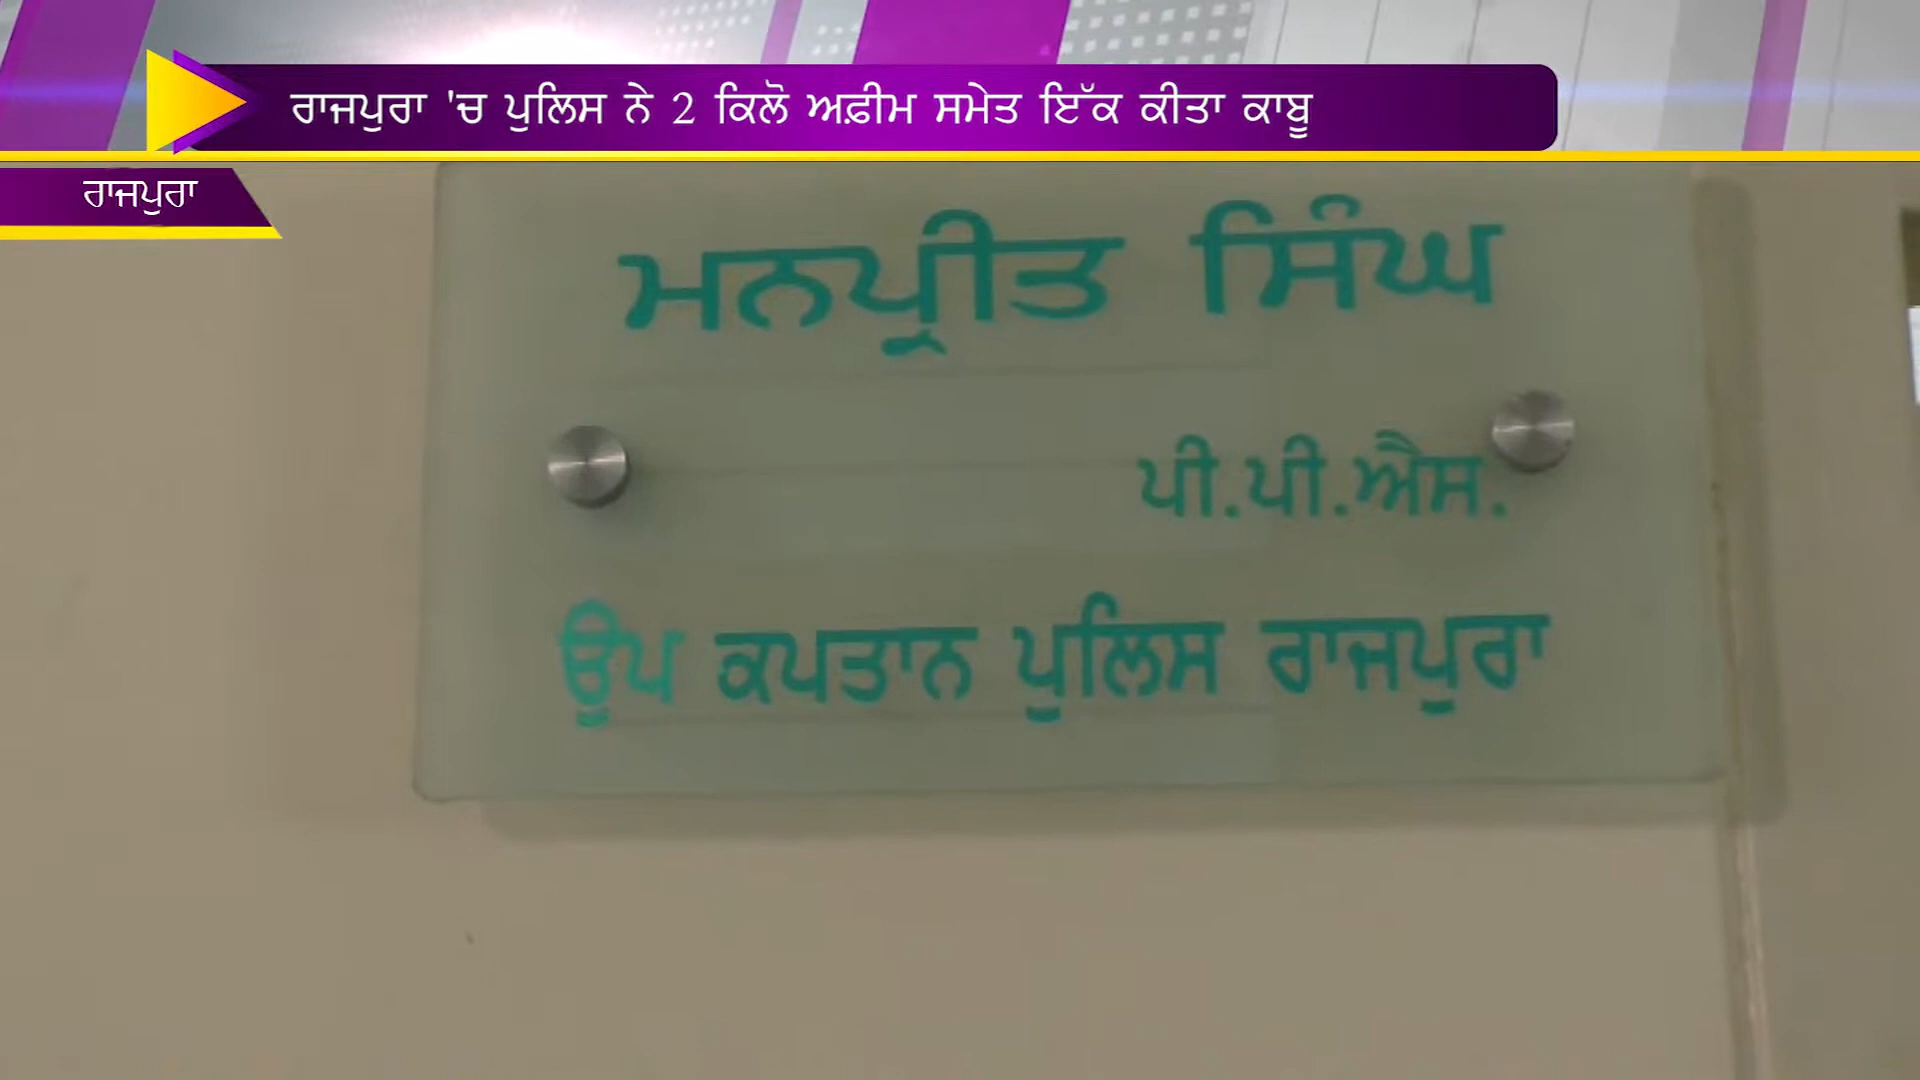 ਰਾਜਪੁਰਾ 'ਚ ਪੁਲਿਸ ਨੇ 2 ਕਿਲੋ ਅਫ਼ੀਮ ਸਮੇਤ ਇੱਕ ਕੀਤਾ ਕਾਬੂ
ਰਾਜਪੁਰਾ
ਮਨਪ੍ਰੀਤ ਸਿੰਘ
ਪੀ.ਪੀ.ਐਸ.
ਉਪ ਕਪਤਾਨ ਪੁਲਿਸ ਰਾਜਪੁਰਾ